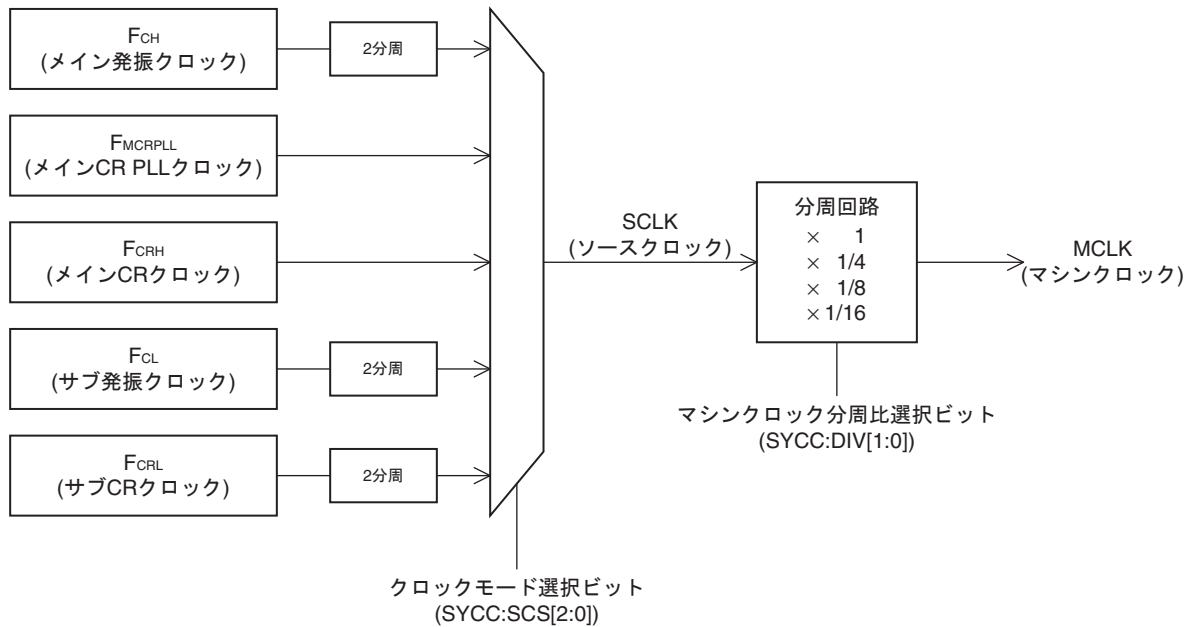 FCH
(メイン発振クロック)
2分周
FMCRPLL
(メインCR PLLクロック)
FCRH
(メインCRクロック)
FCL
(サブ発振クロック)
2分周
FCRL
(サブCRクロック)
2分周
SCLK
(ソースクロック)
分周回路
× 1
× 1/4
× 1/8
× 1/16
MCLK
(マシンクロック)
マシンクロック分周比選択ビット
(SYCC:DIV[1:0])
クロックモード選択ビット
(SYCC:SCS[2:0])